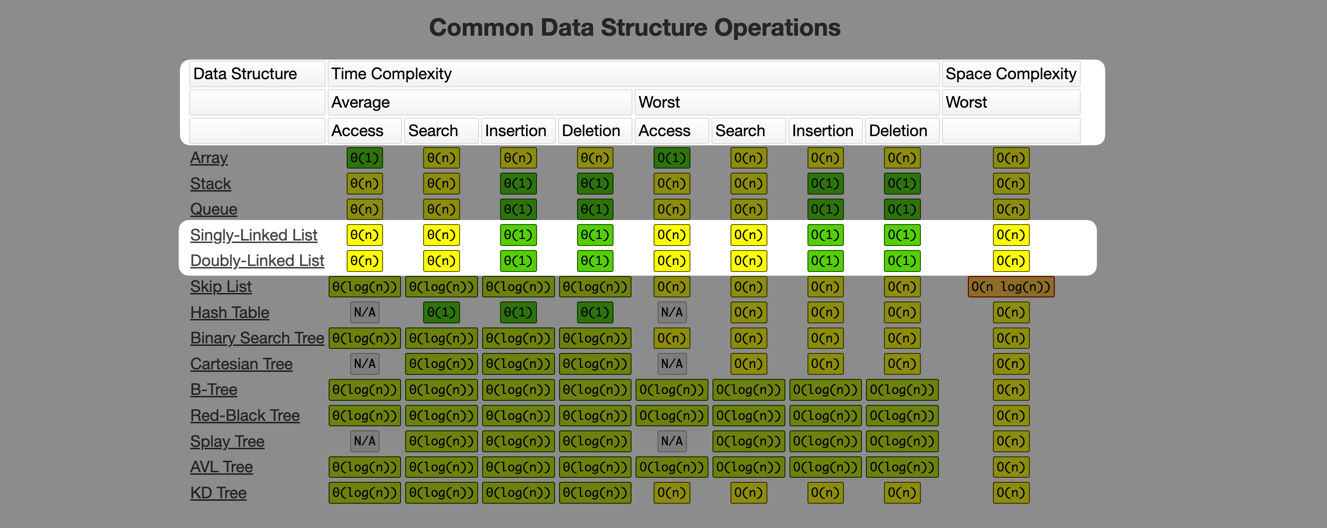 Common Data Structure Operations
Data Structure Time Complexity Space Complexity
Average Worst Worst
Access Search Insertion Deletion Access Search Insertion Deletion
Array Θ(1) Θ(n) Θ(n) Θ(n) O(1) O(n) O(n) O(n) O(n)
Stack Θ(n) Θ(n) Θ(1) Θ(1) O(n) O(n) O(1) O(1) O(n)
Queue Θ(n) Θ(n) Θ(1) Θ(1) O(n) O(n) O(1) O(1) O(n)
Singly-Linked List Θ(n) Θ(n) Θ(1) Θ(1) O(n) O(n) O(1) O(1) O(n)
Doubly-Linked List Θ(n) Θ(n) Θ(1) Θ(1) O(n) O(n) O(1) O(1) O(n)
Skip List Θ(log(n)) Θ(log(n)) Θ(log(n)) Θ(log(n)) O(n) O(n) O(n) O(n) O(n log(n))
Hash Table N/A Θ(1) Θ(1) Θ(1) N/A O(n) O(n) O(n) O(n)
Binary Search Tree Θ(log(n)) Θ(log(n)) Θ(log(n)) Θ(log(n)) O(n) O(n) O(n) O(n) O(n)
Cartesian Tree N/A Θ(log(n)) Θ(log(n)) Θ(log(n)) N/A O(n) O(n) O(n) O(n)
B-Tree Θ(log(n)) Θ(log(n)) Θ(log(n)) Θ(log(n)) O(log(n)) O(log(n)) O(log(n)) O(log(n)) O(n)
Red-Black Tree Θ(log(n)) Θ(log(n)) Θ(log(n)) Θ(log(n)) O(log(n)) O(log(n)) O(log(n)) O(log(n)) O(n)
Splay Tree N/A Θ(log(n)) Θ(log(n)) Θ(log(n)) N/A O(log(n)) O(log(n)) O(log(n)) O(n)
AVL Tree Θ(log(n)) Θ(log(n)) Θ(log(n)) Θ(log(n)) O(log(n)) O(log(n)) O(log(n)) O(log(n)) O(n)
KD Tree Θ(log(n)) Θ(log(n)) Θ(log(n)) Θ(log(n)) O(n) O(n) O(n) O(n) O(n)